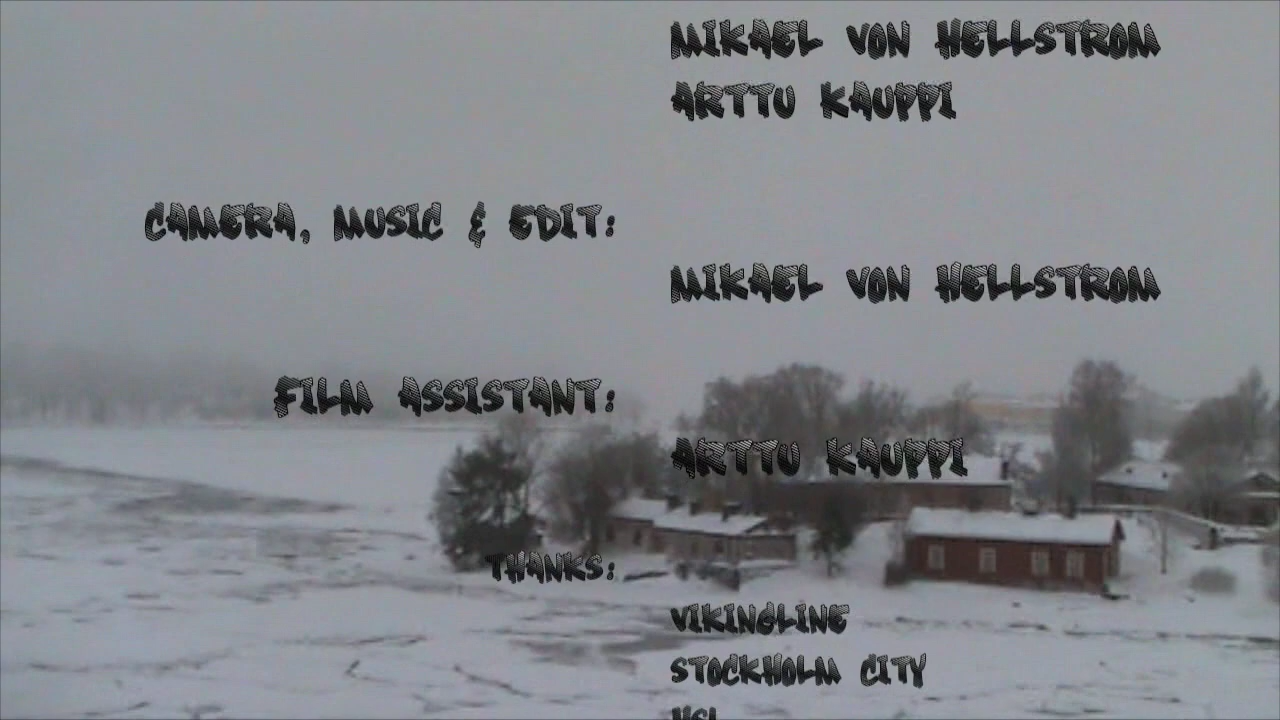 MIKAEL VON HELLSTROM
ARTTU KAUPPI
CAMERA, MUSIC & EDIT:
MIKAEL VON HELLSTROM
FILM ASSISTANT:
ARTTU KAUPPI
THANKS:
VIKINGLINE
STOCKHOLM CITY